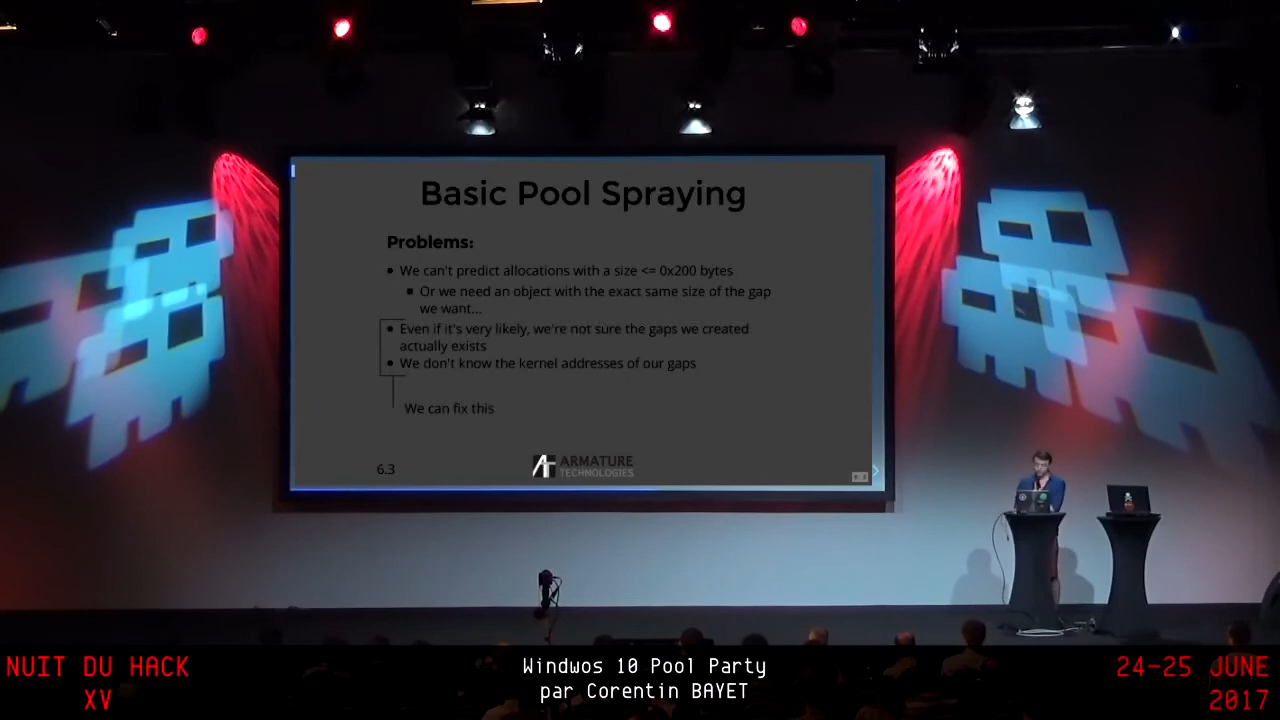 Basic Pool Spraying
Problems:
We can't predict allocations with a size <= 0x200 bytes
Or we need an object with the exact same size of the gap
we want...
Even if it's very likely, we're not sure the gaps we created
actually exists
We don't know the kernel addresses of our gaps
We can fix this
6.3
ARMATURE
TECHNOLOGIES
NUIT DU HACK
XV
Windwos 10 Pool Party
par Corentin BAYET
24-25 JUNE
2017